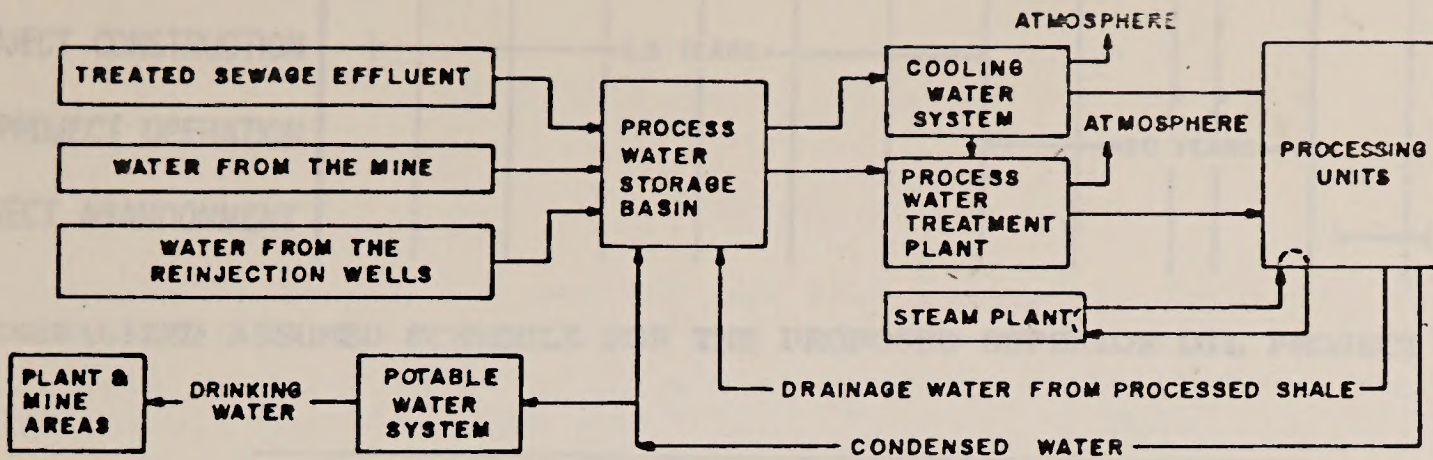 ATMOSPHERE
TREATED SEWAGE EFFLUENT
COOLING
WATER
SYSTEM
PROCESS
WATER
STORAGE
BASIN
ATMOSPHERE
PROCESSING
UNITS
WATER FROM THE MINE
PROCESS
WATER
TREATMENT
PLANT
WATER FROM THE
REINJECTION WELLS
STEAM PLANT
PLANT &
MINE
AREAS
DRINKING
WATER
POTABLE
WATER
SYSTEM
DRAINAGE WATER FROM PROCESSED SHALE
CONDENSED WATER